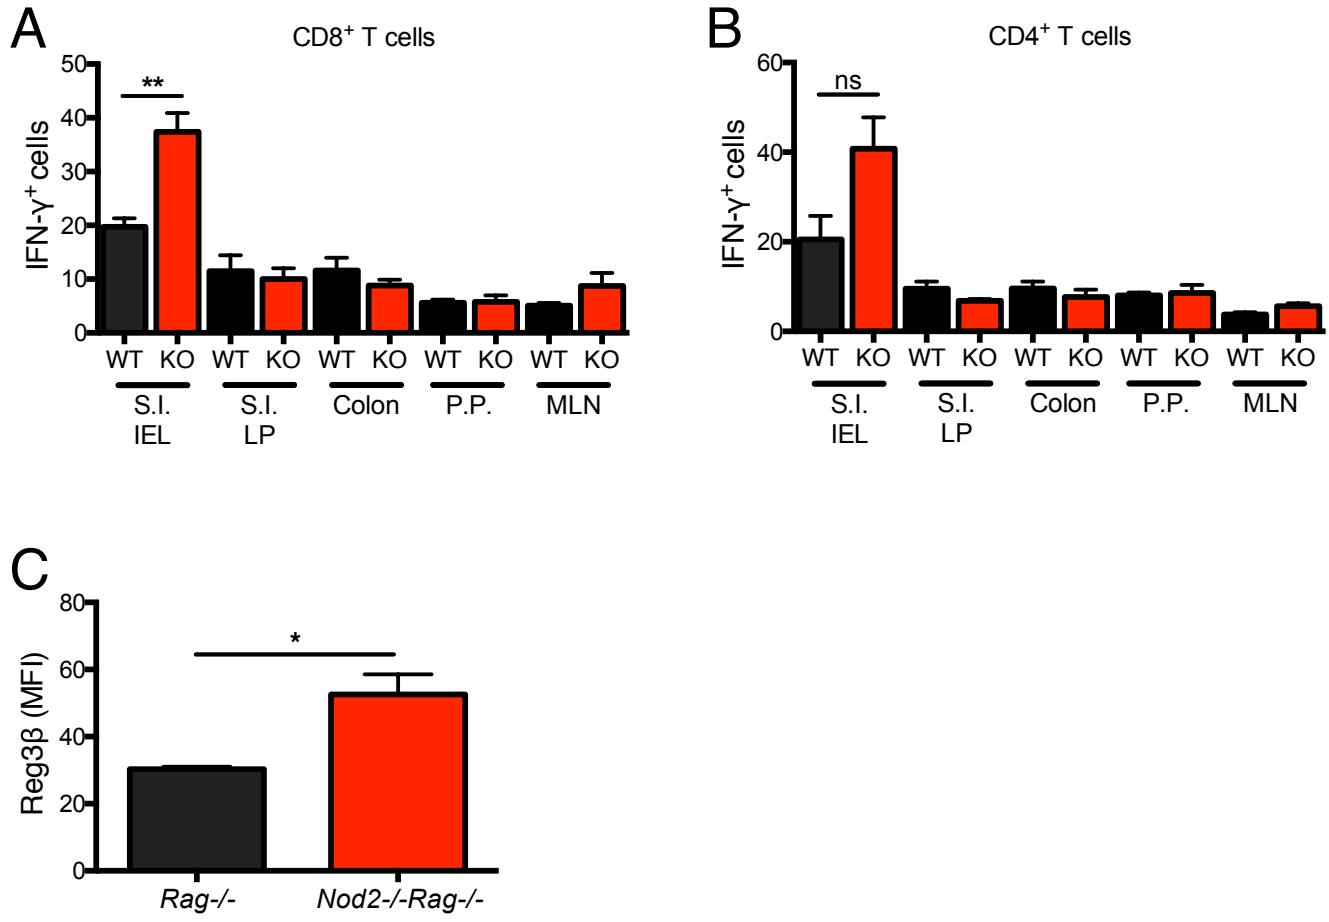 A
CD8⁺ T cells
50
40
30
20
10
0
IFN-γ⁺ cells
**
WT KO WT KO WT KO WT KO WT KO
S.I. IEL
S.I. LP
Colon
P.P.
MLN
B
CD4⁺ T cells
60
40
20
0
IFN-γ⁺ cells
ns
WT KO WT KO WT KO WT KO WT KO
S.I. IEL
S.I. LP
Colon
P.P.
MLN
C
80
60
40
20
0
Reg3β (MFI)
*
Rag-/-
Nod2-/-Rag-/-